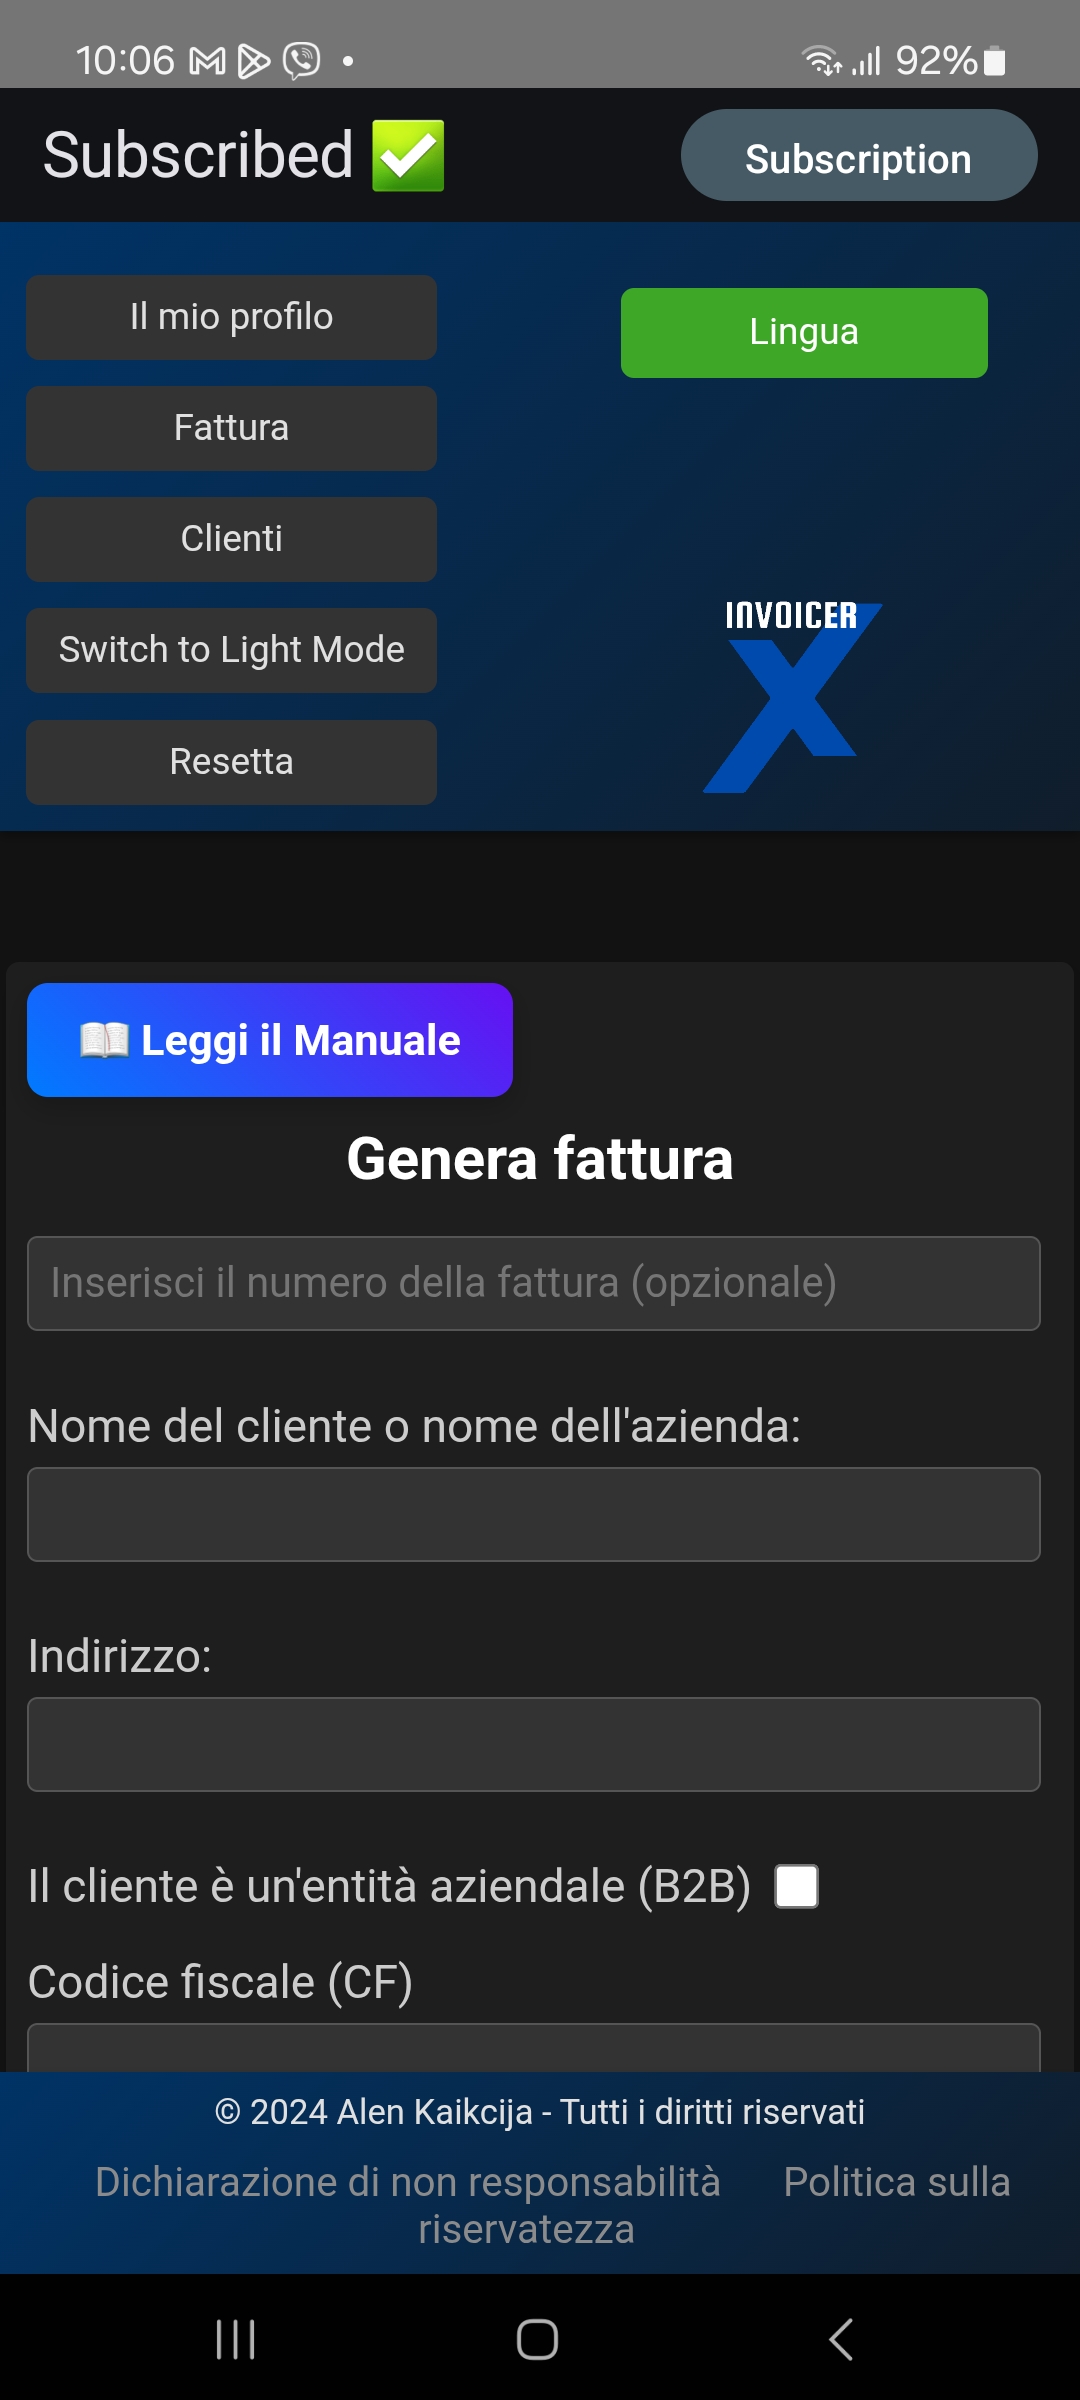 10:06
92%
Subscribed ✅
Subscription
Il mio profilo
Lingua
Fattura
Clienti
Switch to Light Mode
INVOICER
X
Resetta
📖 Leggi il Manuale
Genera fattura
Inserisci il numero della fattura (opzionale)
Nome del cliente o nome dell'azienda:
Indirizzo:
Il cliente è un'entità aziendale (B2B)
Codice fiscale (CF)
© 2024 Alen Kaikcija - Tutti i diritti riservati
Dichiarazione di non responsabilità Politica sulla
riservatezza